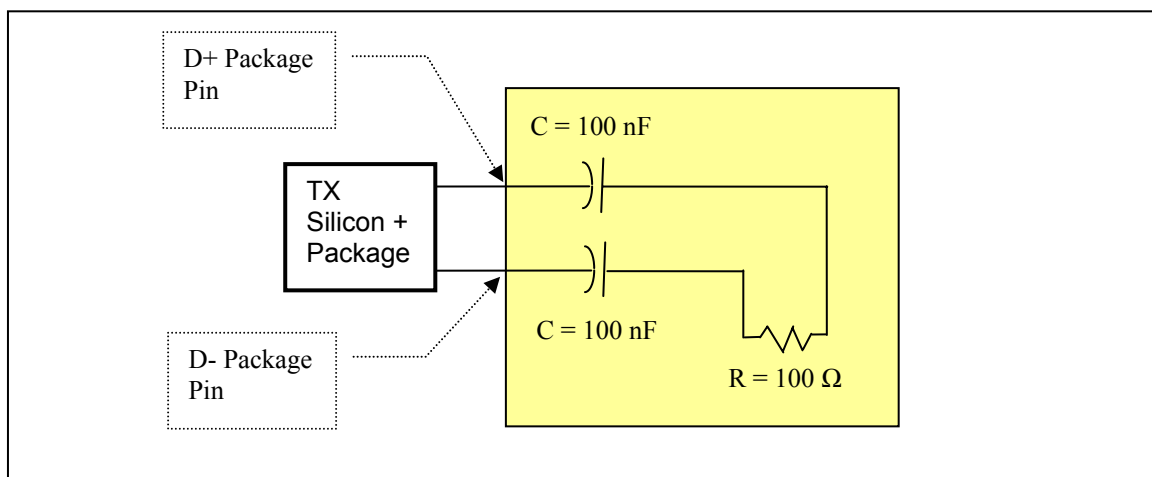 D+ Package
Pin
C = 100 nF
TX
Silicon +
Package
C = 100 nF
D- Package
Pin
R = 100 Ω